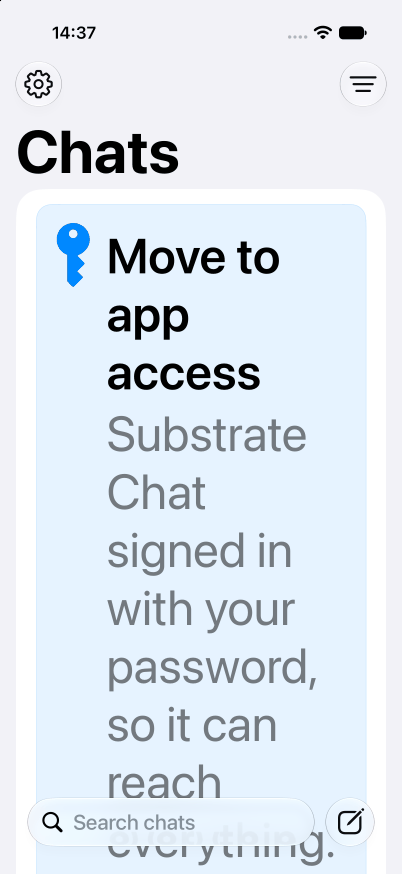 14:37
Chats
Move to
app
access
Substrate
Chat
signed in
with your
password,
so it can
reach
everything.
Search chats